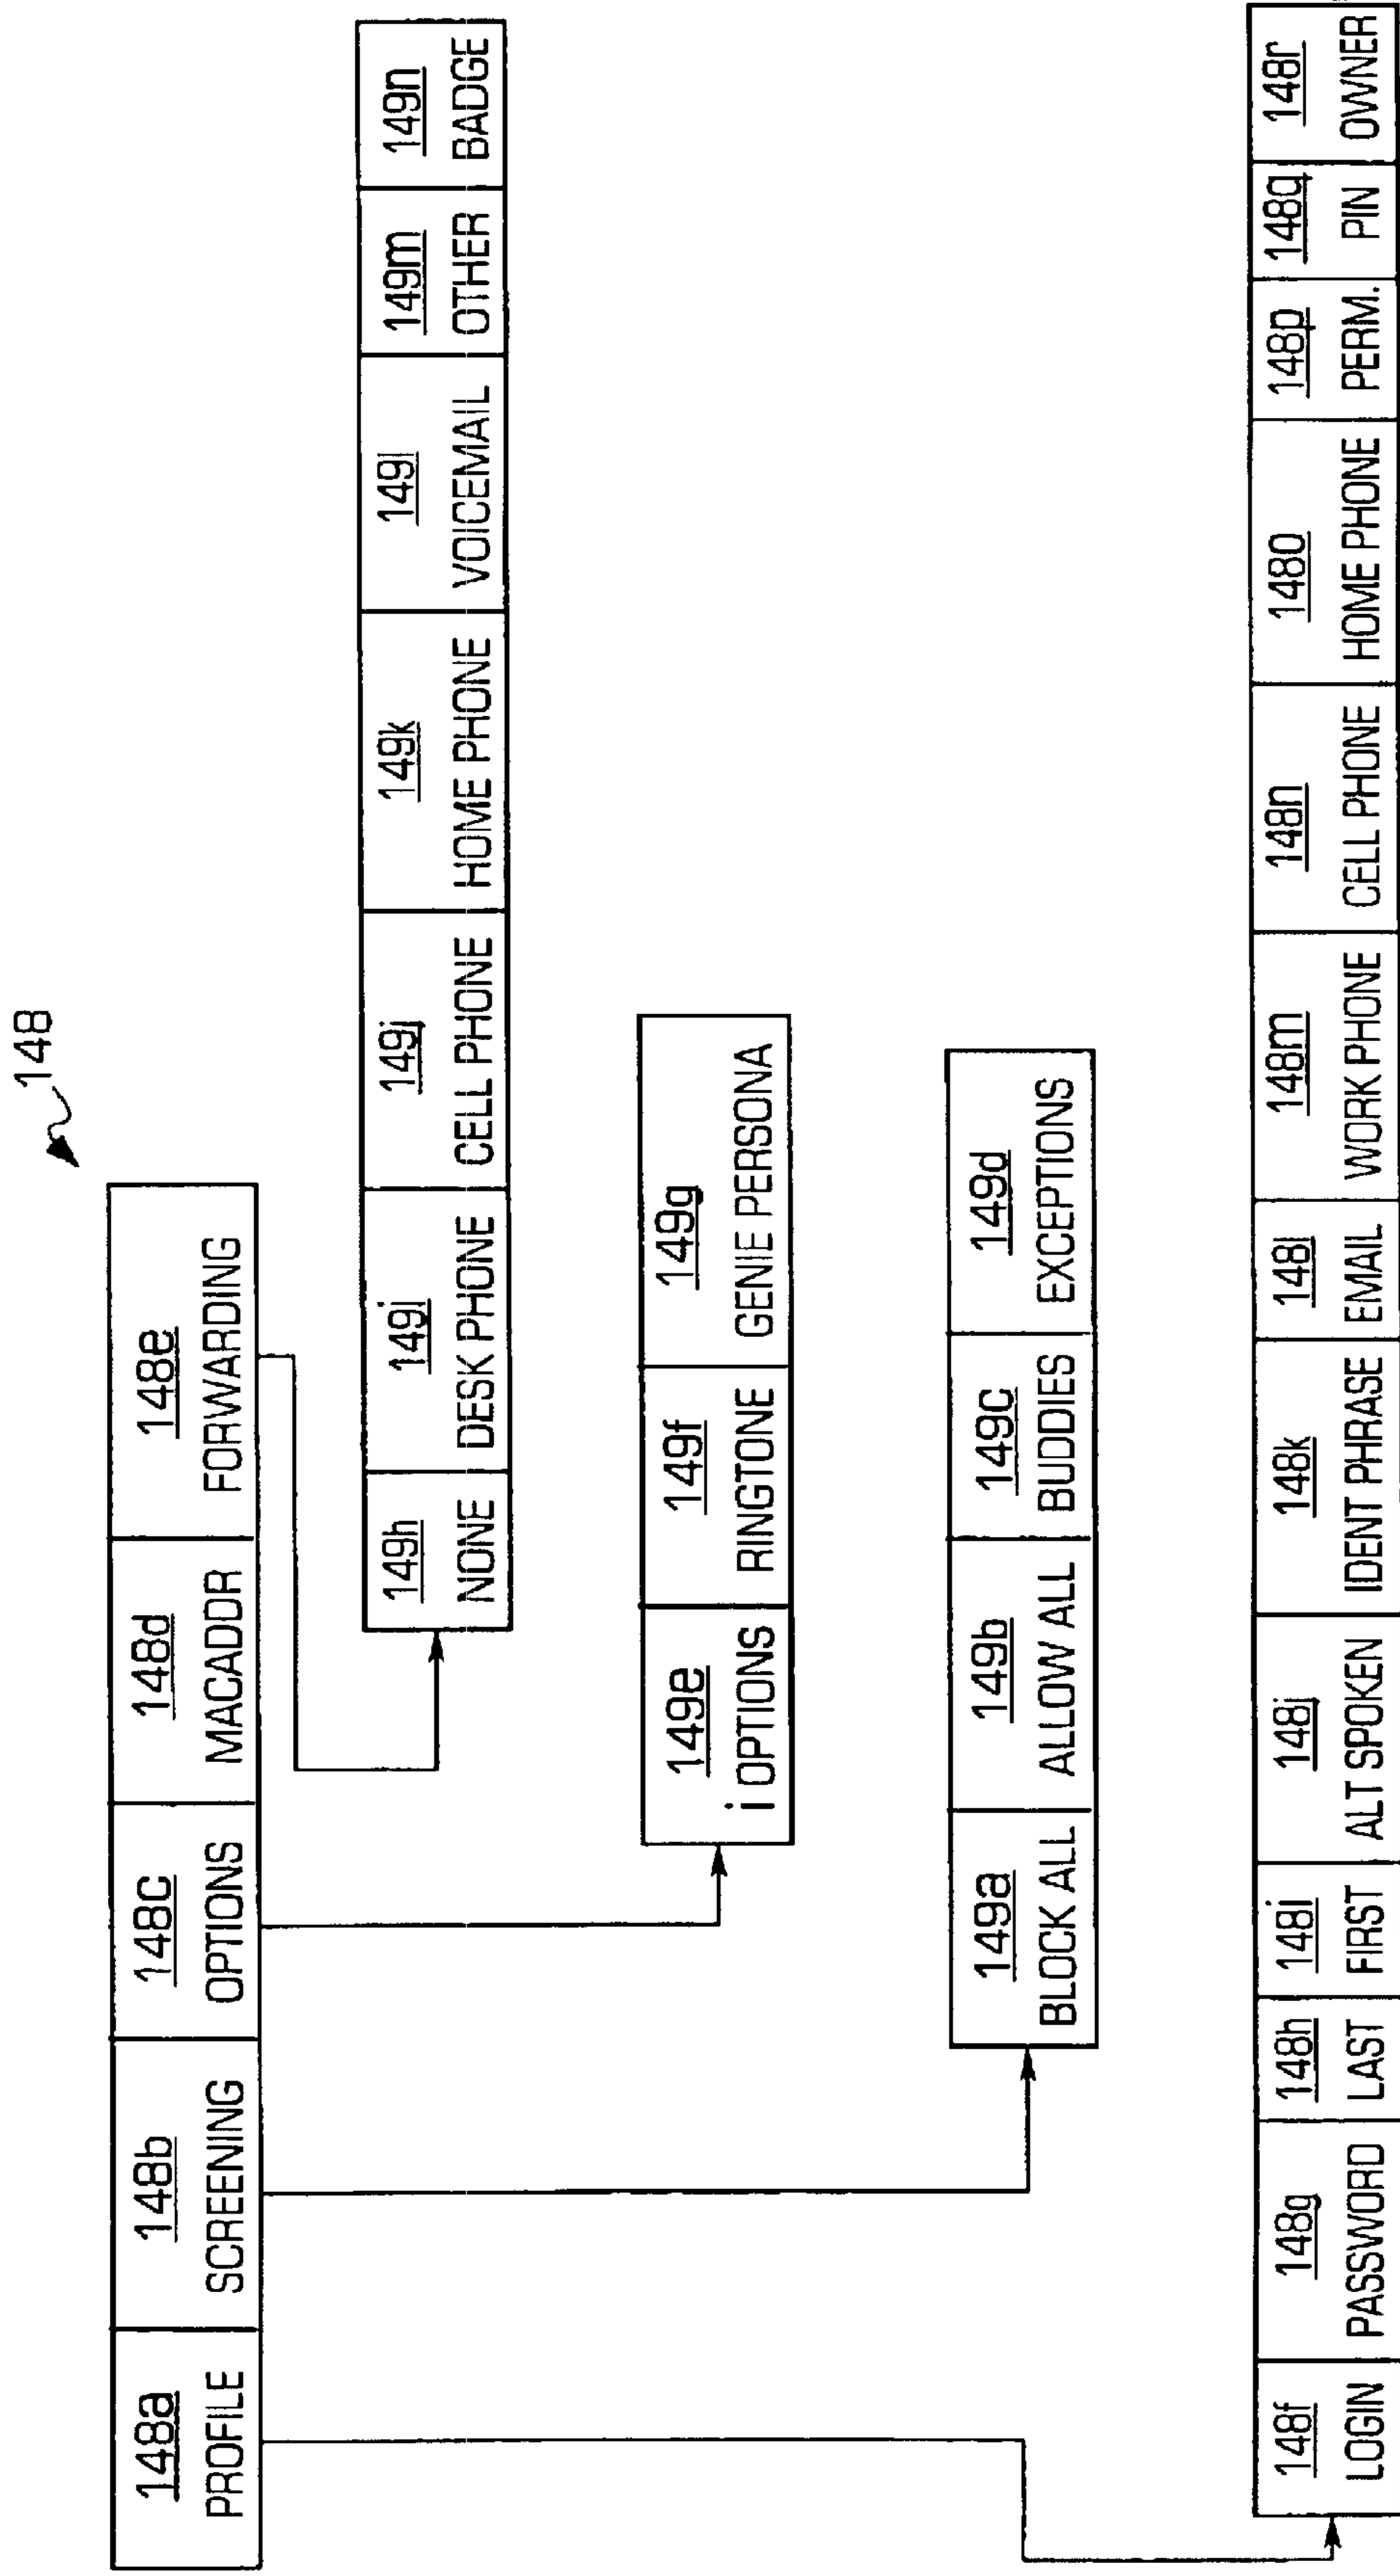 148
148a
PROFILE
148b
SCREENING
148c
OPTIONS
148d
MACADDR
148e
FORWARDING
149h
NONE
149i
DESK PHONE
149j
CELL PHONE
149k
HOME PHONE
149l
VOICEMAIL
149m
OTHER
149n
BADGE
149e
i OPTIONS
149f
RINGTONE
149g
GENIE PERSONA
149a
BLOCK ALL
149b
ALLOW ALL
149c
BUDDIES
149d
EXCEPTIONS
148f
LOGIN
148g
PASSWORD
148h
LAST
148i
FIRST
148j
ALT SPOKEN
148k
IDENT PHRASE
148l
EMAIL
148m
WORK PHONE
148n
CELL PHONE
148o
HOME PHONE
148p
PERM.
148q
PIN
148r
OWNER